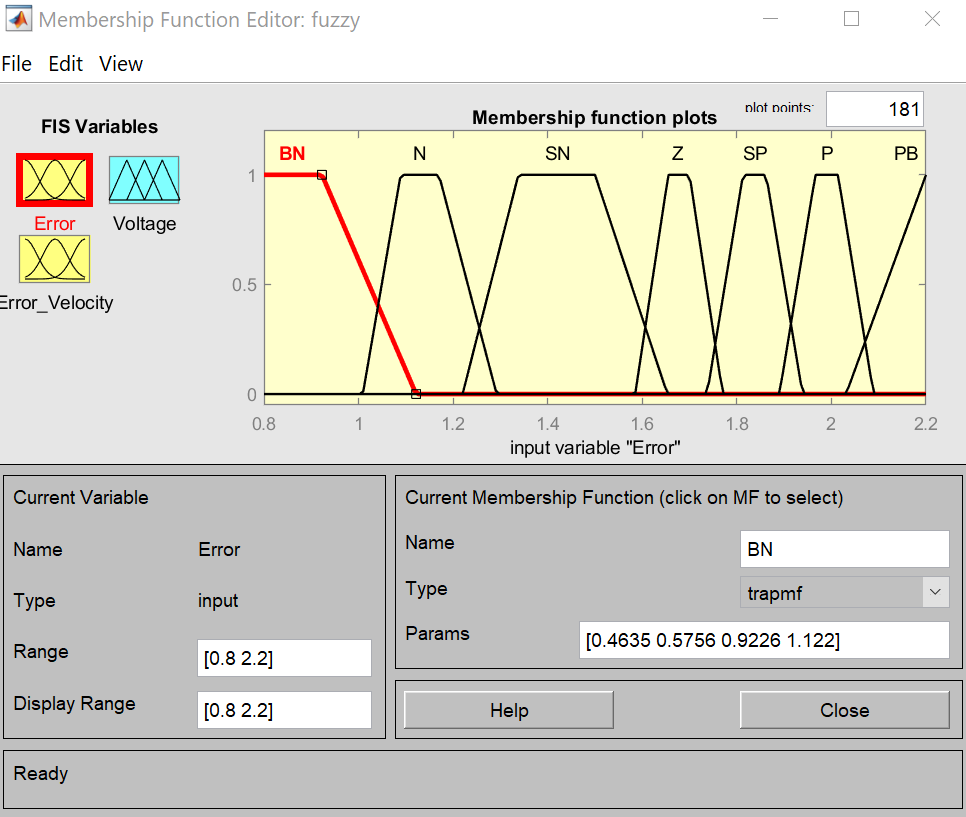 Membership Function Editor: fuzzy
File Edit View
FIS Variables
Error
Voltage
Error_Velocity
Membership function plots
plot points:
181
BN N SN Z SP P PB
1
0.5
0
0.8 1 1.2 1.4 1.6 1.8 2 2.2
input variable "Error"
Current Variable
Name Error
Type input
Range [0.8 2.2]
Display Range [0.8 2.2]
Current Membership Function (click on MF to select)
Name BN
Type trapmf
Params [0.4635 0.5756 0.9226 1.122]
Help Close
Ready